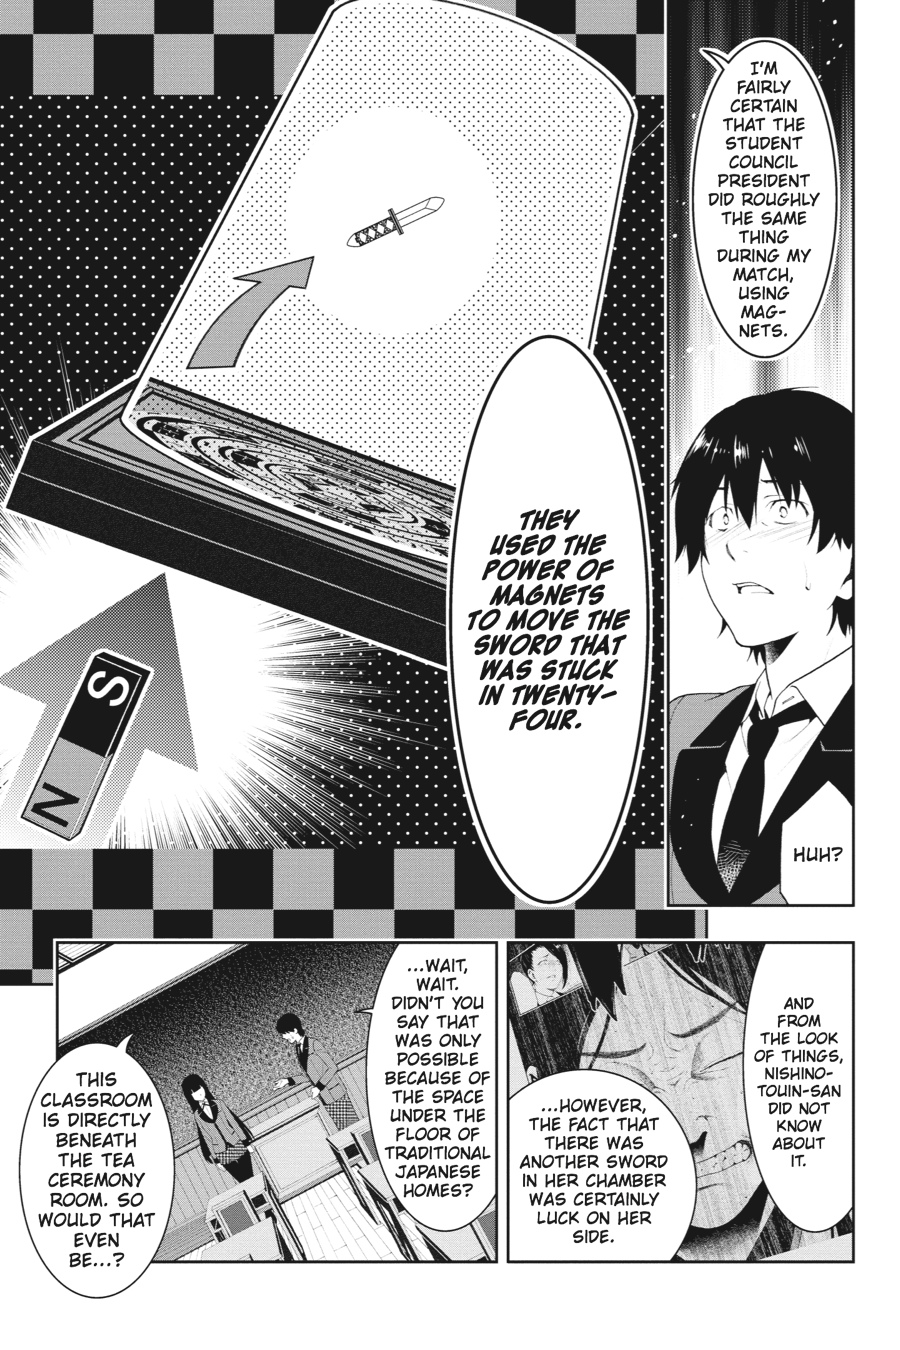 I'M
FAIRLY
CERTAIN
THAT THE
STUDENT
COUNCIL
PRESIDENT
DID ROUGHLY
THE SAME
THING
DURING MY
MATCH,
USING
MAG-
NETS.
THEY
USED THE
POWER OF
MAGNETS
TO MOVE THE
SWORD THAT
WAS STUCK
IN TWENTY-
FOUR.
S
N
HUH?
AND
FROM
THE LOOK
OF THINGS,
NISHINO-
TOUIN-SAN
DID NOT
KNOW
ABOUT
IT.
...HOWEVER,
THE FACT THAT
THERE WAS
ANOTHER SWORD
IN HER CHAMBER
WAS CERTAINLY
LUCK ON HER
SIDE.
...WAIT,
WAIT.
DIDN'T YOU
SAY THAT
WAS ONLY
POSSIBLE
BECAUSE OF
THE SPACE
UNDER THE
FLOOR OF
TRADITIONAL
JAPANESE
HOMES?
THIS
CLASSROOM
IS DIRECTLY
BENEATH
THE TEA
CEREMONY
ROOM. SO
WOULD THAT
EVEN
BE...?